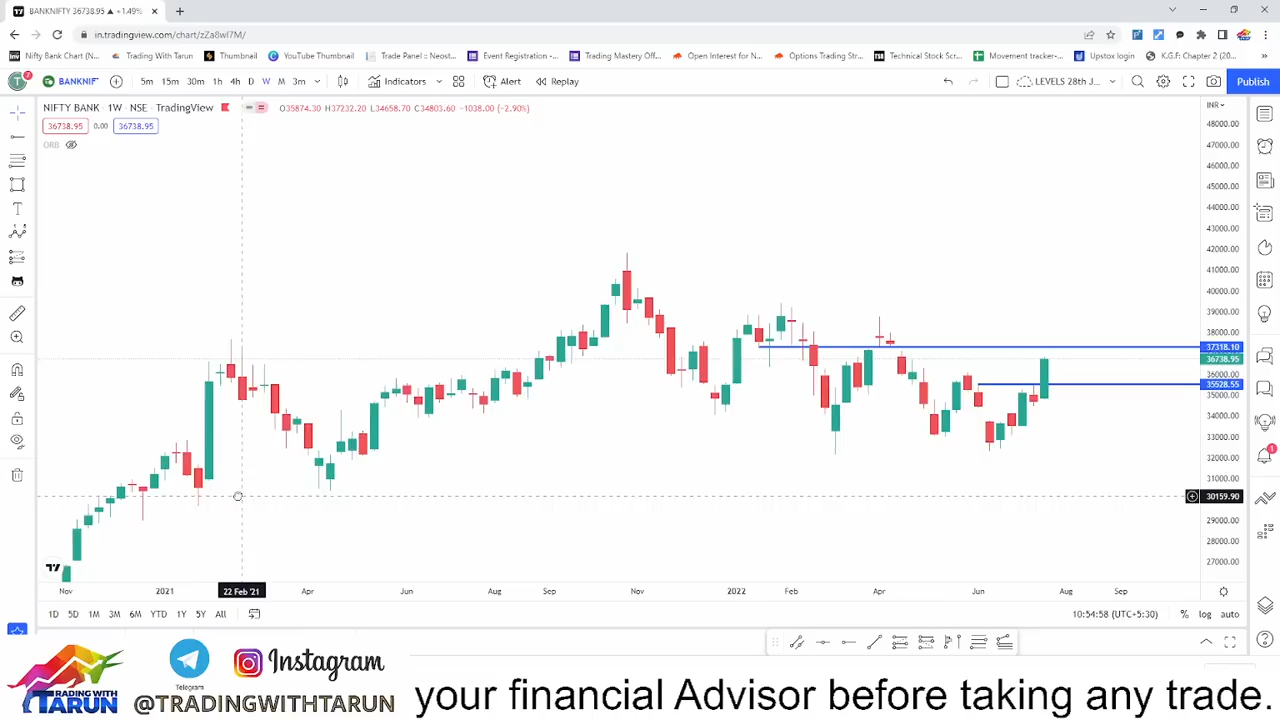 BANKNIFTY 36738.95 ▲ +1.49%
in.tradingview.com/chart/zZa8wI7M/
Nifty Bank Chart (N...
Trading With Tarun
Thumbnail
YouTube Thumbnail
Trade Panel :: Nuest...
Event Registration -...
Trading Mastery Off...
Open Interest for N...
Options Trading Str...
Technical Stock Scr...
Movement tracker-...
Upstox login
K.G.F: Chapter 2 (20...
T 7
BANKNIF
5m 15m 30m 1h 4h D W M 3m
Indicators
Alert
Replay
LEVELS 28th J...
Publish
NIFTY BANK · 1W · NSE · TradingView
O35874.30 H37232.20 L34658.70 C34803.60 −1038.00 (−2.90%)
36738.95 0.00 36738.95
ORB
INR
48000.00
47000.00
46000.00
45000.00
44000.00
43000.00
42000.00
41000.00
40000.00
39000.00
38000.00
37318.10
36738.95
36000.00
35528.55
35000.00
34000.00
33000.00
32000.00
31000.00
30159.90
29000.00
28000.00
27000.00
1
Nov 2021 22 Feb '21 Apr Jun Aug Sep Nov 2022 Feb Apr Jun Aug Sep
1D 5D 1M 3M 6M YTD 1Y 5Y All
10:54:58 (UTC+5:30) % log auto
TRADING WITH
TARUN
Telegram
Instagram
@TRADINGWITHTARUN
your financial Advisor before taking any trade.